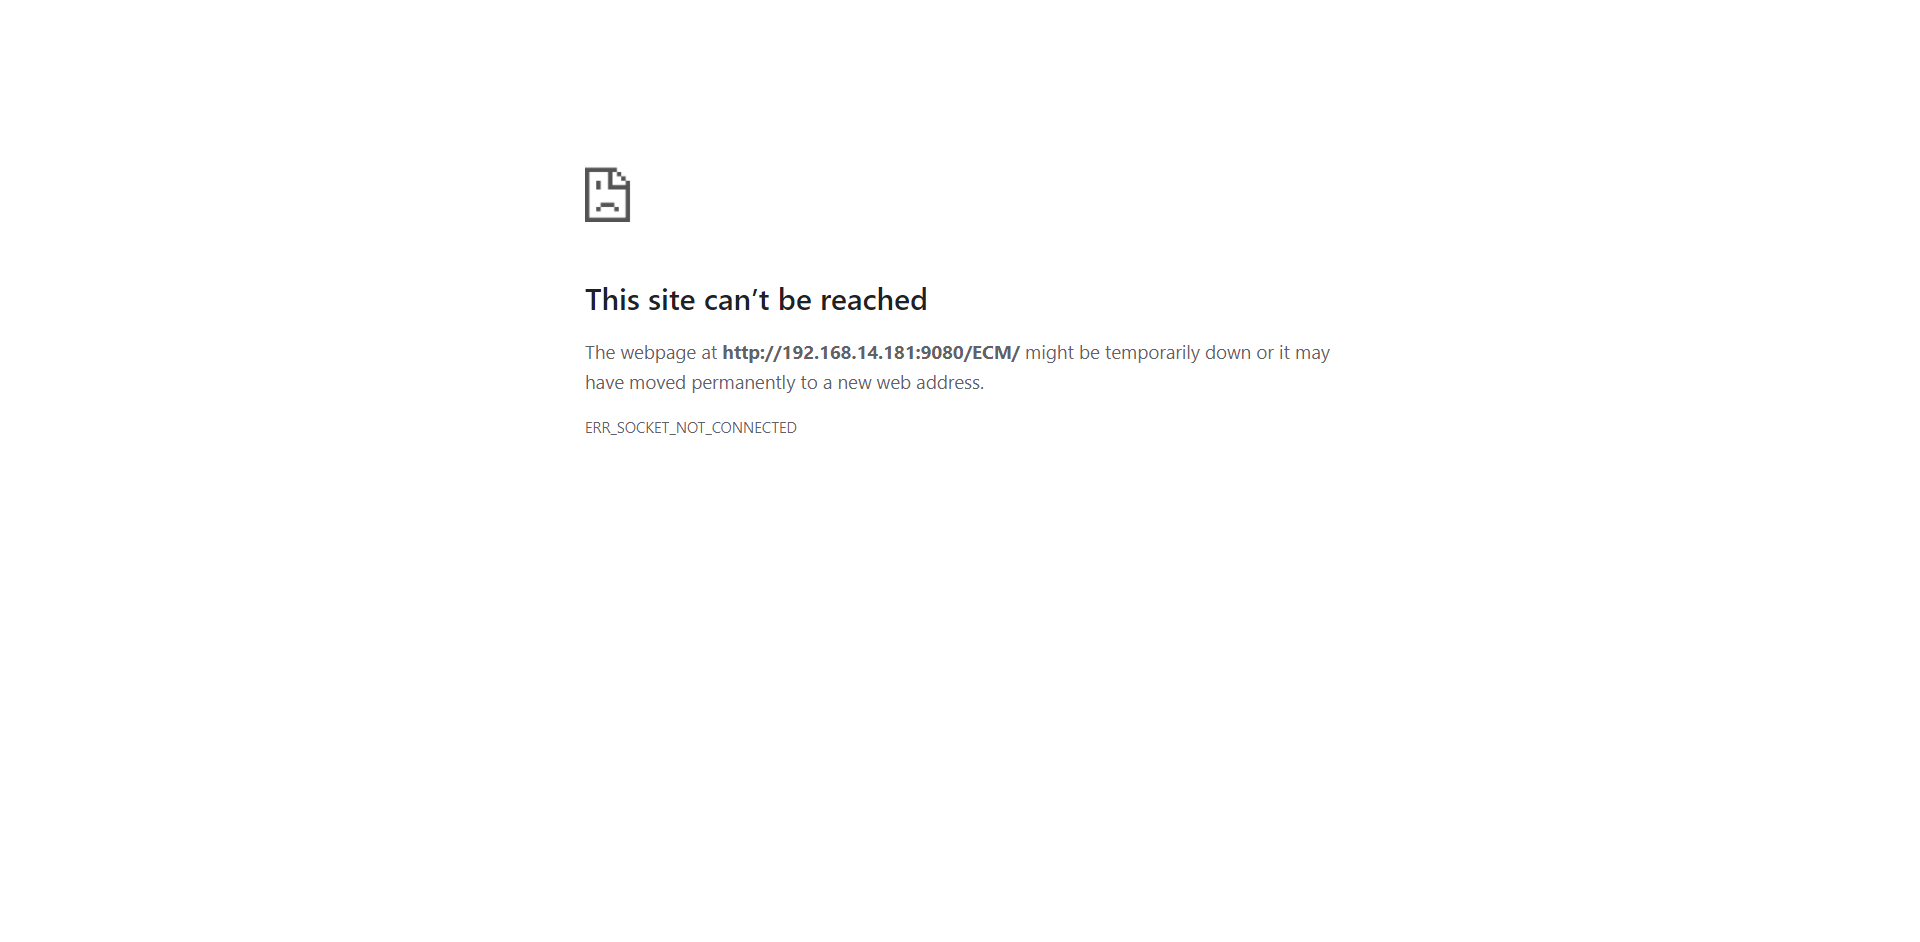 This site can’t be reached
The webpage at http://192.168.14.181:9080/ECM/ might be temporarily down or it may
have moved permanently to a new web address.
ERR_SOCKET_NOT_CONNECTED